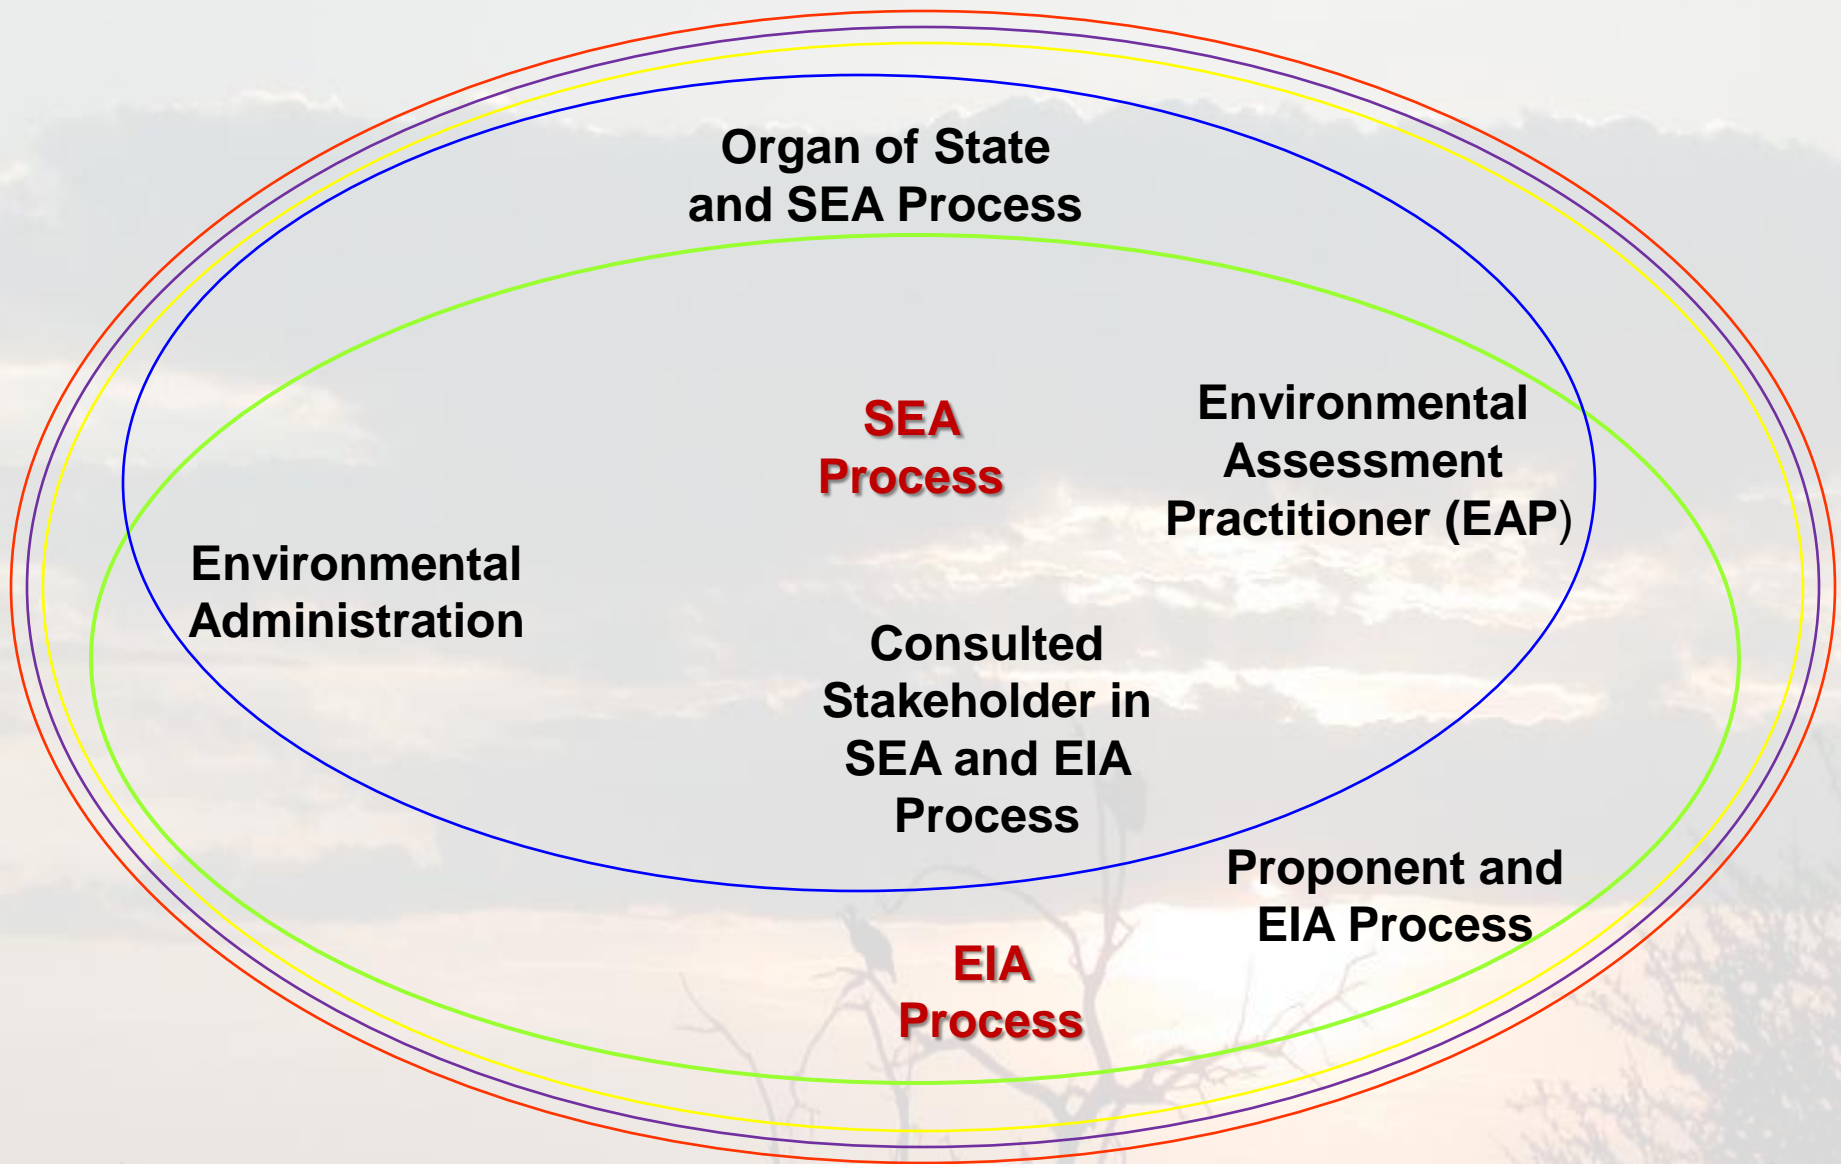 Organ of State
and SEA Process
SEA
Process
Environmental
Assessment
Practitioner (EAP)
Environmental
Administration
Consulted
Stakeholder in
SEA and EIA
Process
Proponent and
EIA Process
EIA
Process